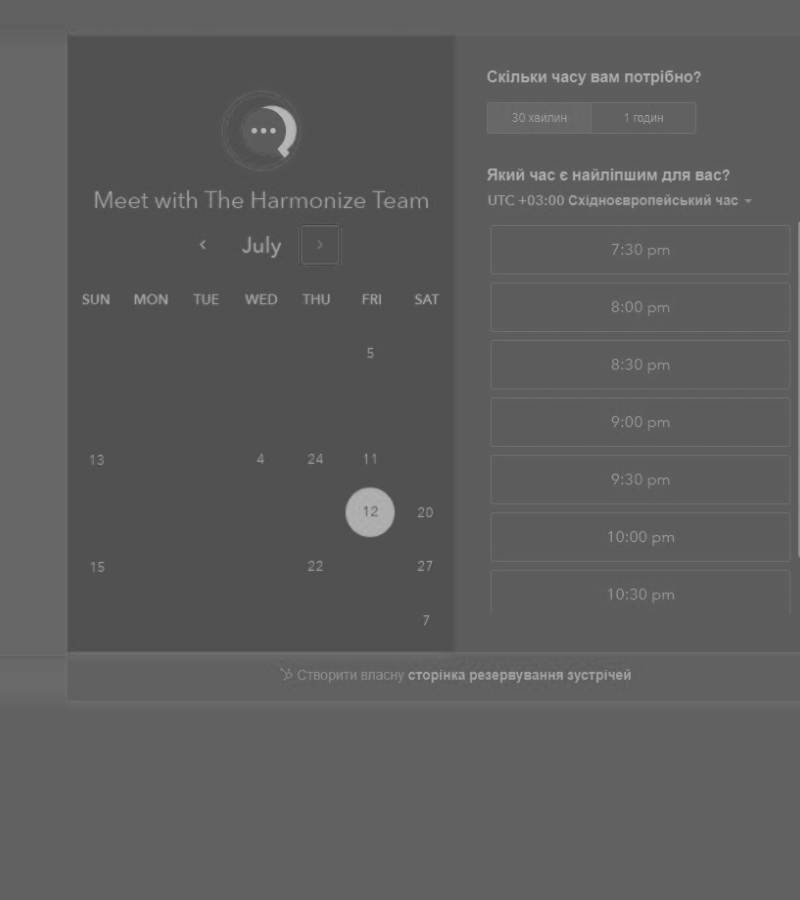 Meet with The Harmonize Team
July
SUN MON TUE WED THU FRI SAT
5
13 4 24 11
12 20
15 22 27
7
Скільки часу вам потрібно?
30 хвилин 1 годин
Який час є найліпшим для вас?
UTC +03:00 Східноєвропейський час
7:30 pm
8:00 pm
8:30 pm
9:00 pm
9:30 pm
10:00 pm
10:30 pm
Створити власну сторінка резервування зустрічей